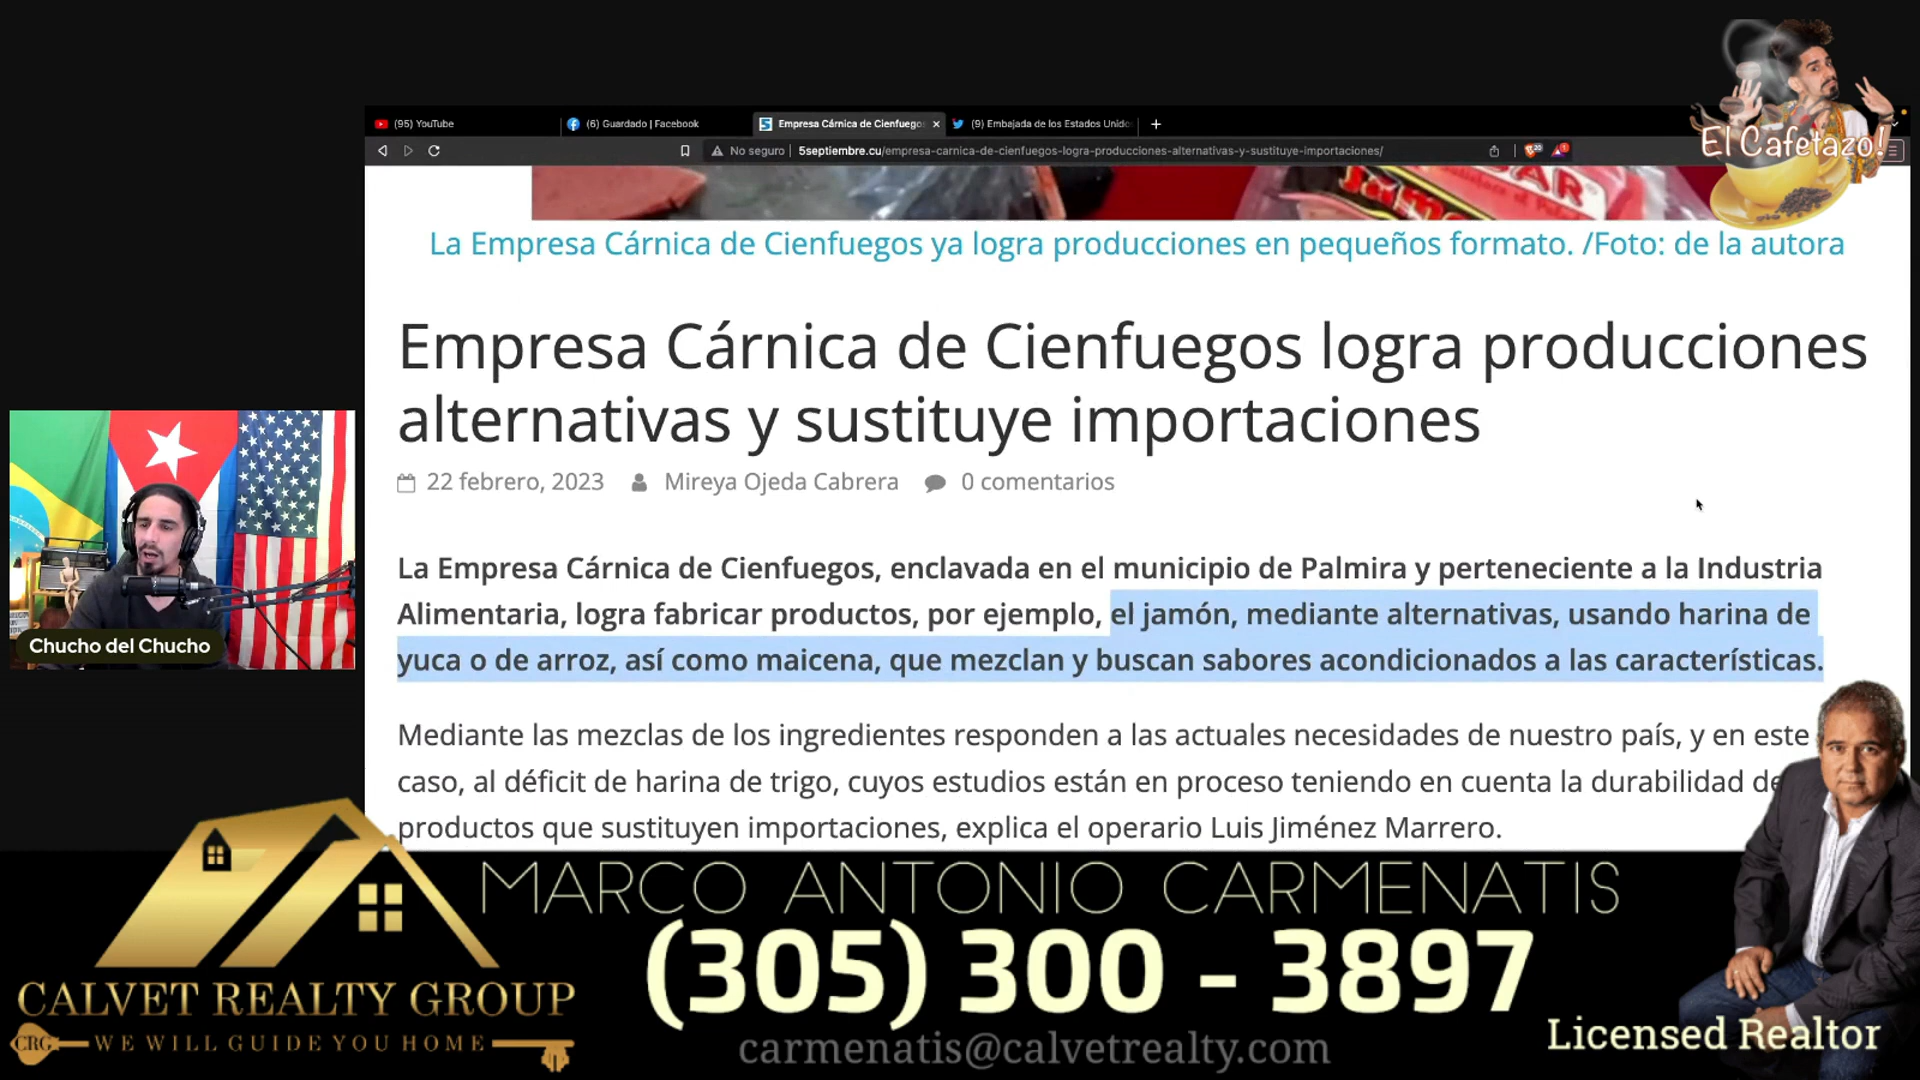 (95) YouTube
(6) Guardado | Facebook
Empresa Cárnica de Cienfuegos
(9) Embajada de los Estados Unido
No seguro
5septiembre.cu/empresa-carnica-de-cienfuegos-logra-producciones-alternativas-y-sustituye-importaciones/
El Cafetazo!
La Empresa Cárnica de Cienfuegos ya logra producciones en pequeños formato. /Foto: de la autora
Empresa Cárnica de Cienfuegos logra producciones
alternativas y sustituye importaciones
22 febrero, 2023 Mireya Ojeda Cabrera 0 comentarios
La Empresa Cárnica de Cienfuegos, enclavada en el municipio de Palmira y perteneciente a la Industria
Alimentaria, logra fabricar productos, por ejemplo, el jamón, mediante alternativas, usando harina de
yuca o de arroz, así como maicena, que mezclan y buscan sabores acondicionados a las características.
Mediante las mezclas de los ingredientes responden a las actuales necesidades de nuestro país, y en este
caso, al déficit de harina de trigo, cuyos estudios están en proceso teniendo en cuenta la durabilidad de
productos que sustituyen importaciones, explica el operario Luis Jiménez Marrero.
Chucho del Chucho
MARCO ANTONIO CARMENATIS
(305) 300 - 3897
carmenatis@calvetrealty.com
Licensed Realtor
CALVET REALTY GROUP
CRG
WE WILL GUIDE YOU HOME